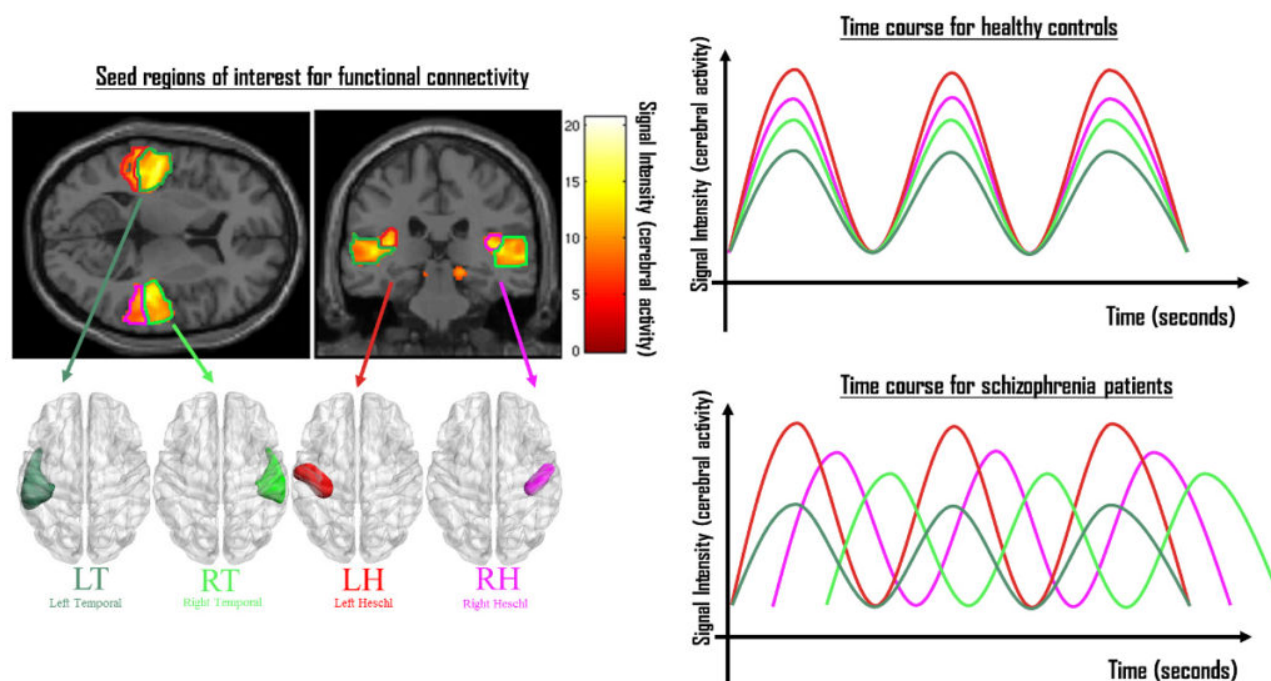 Seed regions of interest for functional connectivity
20
15
10
5
0
Signal Intensity (cerebral activity)
LT
Left Temporal
RT
Right Temporal
LH
Left Heschl
RH
Right Heschl
Time course for healthy controls
Signal Intensity (cerebral activity)
Time (seconds)
Time course for schizophrenia patients
Signal Intensity (cerebral activity)
Time (seconds)